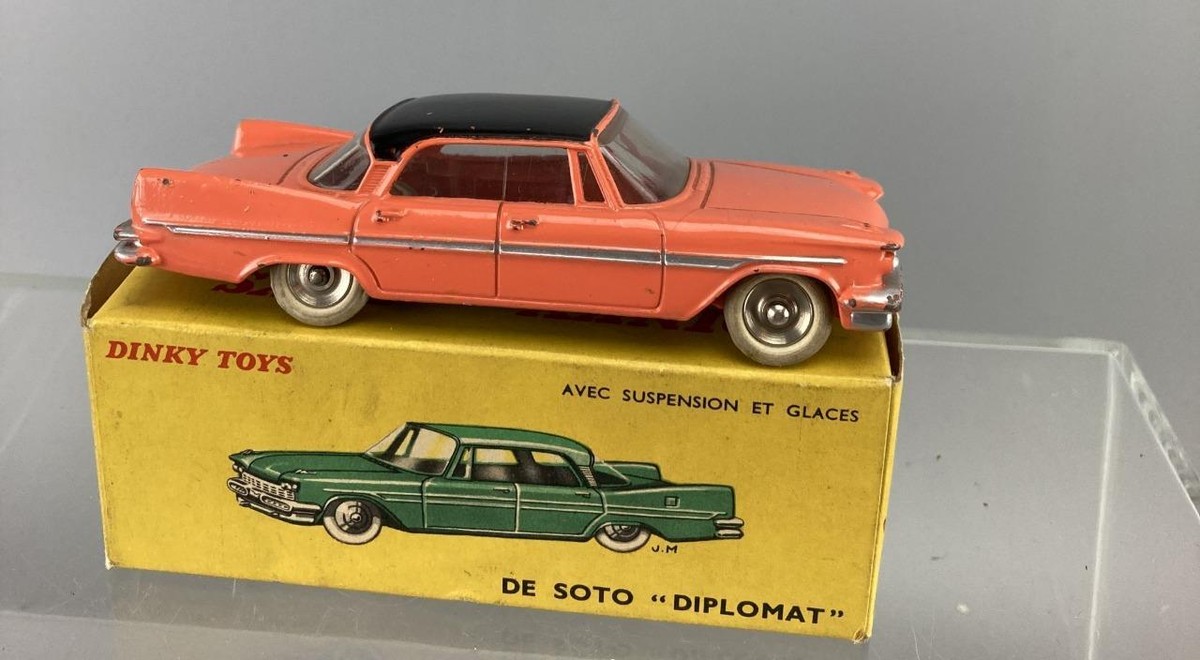 DINKY TOYS
AVEC SUSPENSION ET GLACES
J.M
DE SOTO "DIPLOMAT"